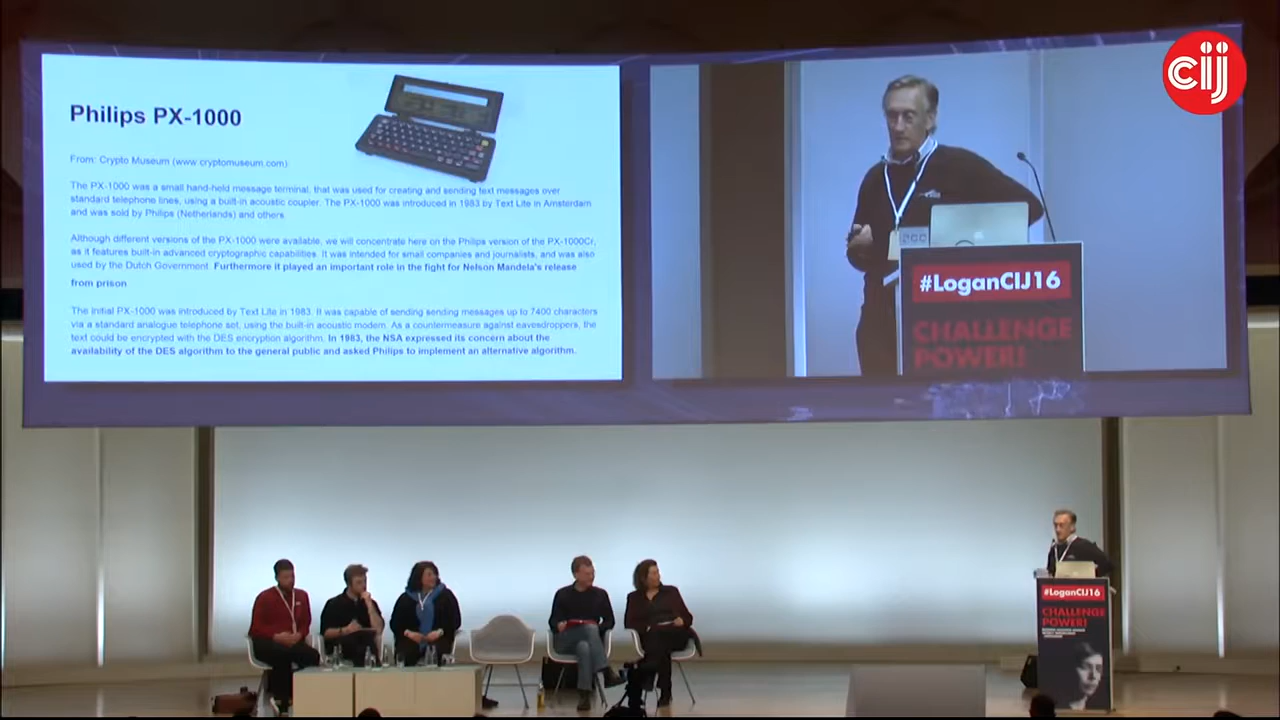 cij
Philips PX-1000
From: Crypto Museum (www.cryptomuseum.com)
The PX-1000 was a small hand-held message terminal, that was used for creating and sending text messages over
standard telephone lines, using a built-in acoustic coupler. The PX-1000 was introduced in 1983 by Text Lite in Amsterdam
and was sold by Philips (Netherlands) and others
Although different versions of the PX-1000 were available, we will concentrate here on the Philips version of the PX-1000Cr,
as it features built-in advanced cryptographic capabilities. It was intended for small companies and journalists, and was also
used by the Dutch Government. Furthermore it played an important role in the fight for Nelson Mandela's release
from prison
The initial PX-1000 was introduced by Text Lite in 1983. It was capable of sending sending messages up to 7400 characters
via a standard analogue telephone set, using the built-in acoustic modem. As a countermeasure against eavesdroppers, the
text could be encrypted with the DES encryption algorithm. In 1983, the NSA expressed its concern about the
availability of the DES algorithm to the general public and asked Philips to implement an alternative algorithm.
#LoganCIJ16
CHALLENGE
POWER!
#LoganCIJ16
CHALLENGE
POWER!